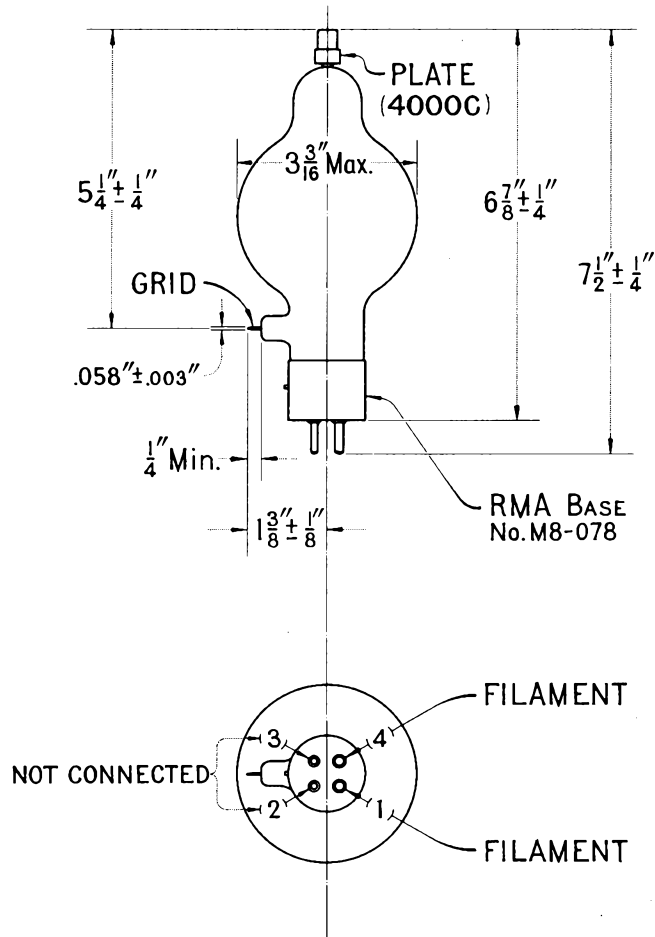 PLATE
(4000C)
3 3/16" Max.
5 1/4" ± 1/4"
6 7/8" ± 1/4"
7 1/2" ± 1/4"
GRID
.058" ± .003"
1/4" Min.
1 3/8" ± 1/8"
RMA BASE
No. M8-078
FILAMENT
3
4
NOT CONNECTED
2
1
FILAMENT